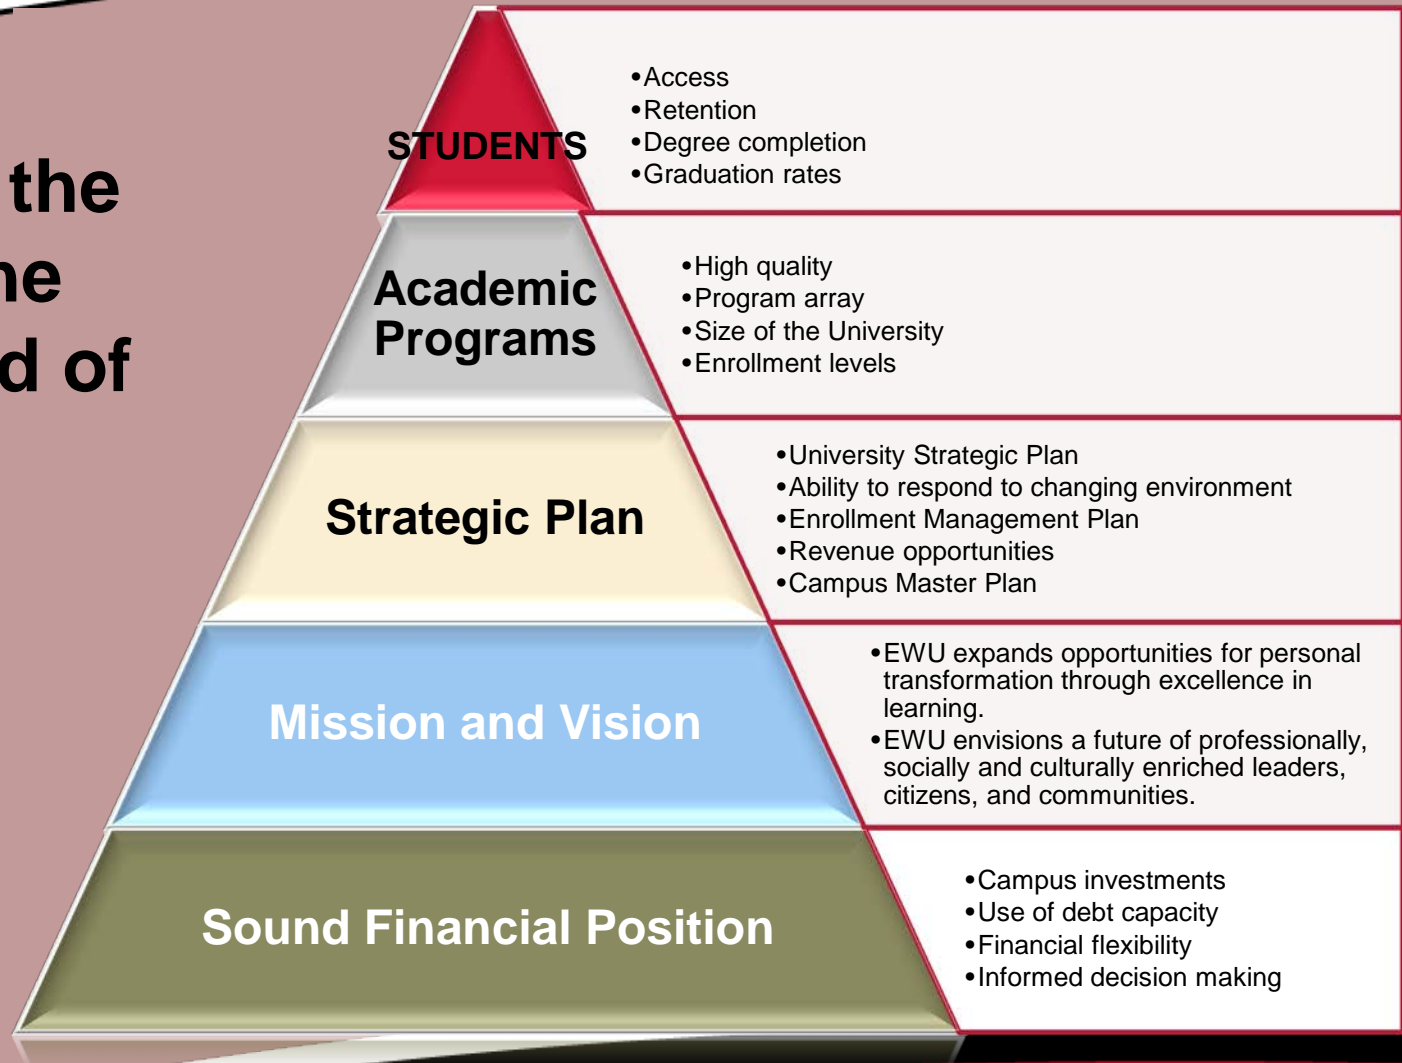 the
ne
d of
STUDENTS
•Access
•Retention
•Degree completion
•Graduation rates
Academic
Programs
•High quality
•Program array
•Size of the University
•Enrollment levels
Strategic Plan
•University Strategic Plan
•Ability to respond to changing environment
•Enrollment Management Plan
•Revenue opportunities
•Campus Master Plan
Mission and Vision
•EWU expands opportunities for personal
transformation through excellence in
learning.
•EWU envisions a future of professionally,
socially and culturally enriched leaders,
citizens, and communities.
Sound Financial Position
•Campus investments
•Use of debt capacity
•Financial flexibility
•Informed decision making